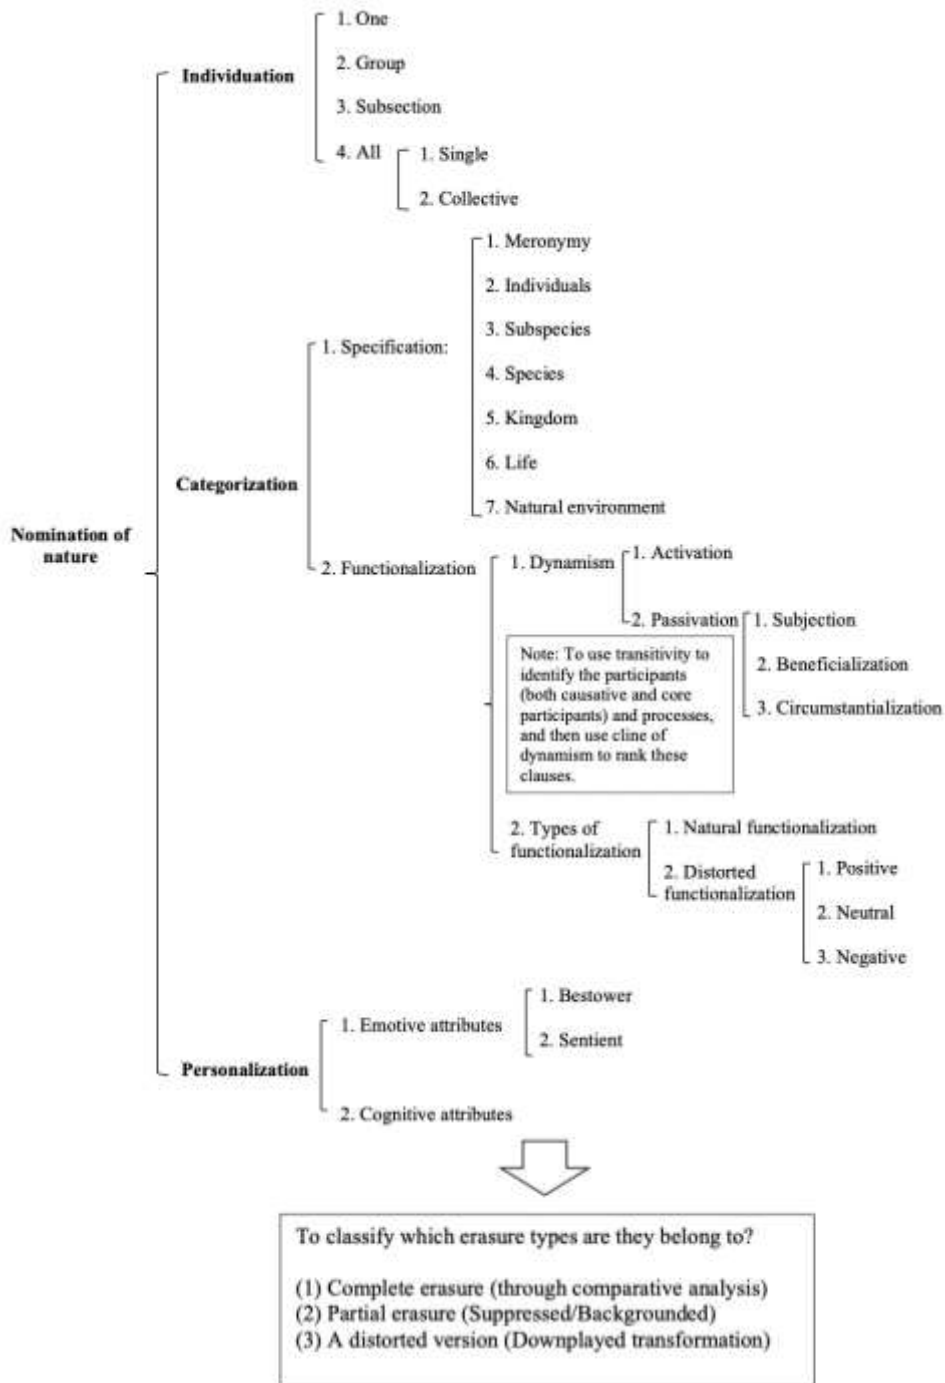 Nomination of
nature
Individuation
1. One
2. Group
3. Subsection
4. All
1. Single
2. Collective
Categorization
1. Specification:
1. Meronymy
2. Individuals
3. Subspecies
4. Species
5. Kingdom
6. Life
7. Natural environment
2. Functionalization
1. Dynamism
1. Activation
2. Passivation
1. Subjection
2. Beneficialization
3. Circumstantialization
Note: To use transitivity to
identify the participants
(both causative and core
participants) and processes,
and then use cline of
dynamism to rank these
clauses.
2. Types of
functionalization
1. Natural functionalization
2. Distorted
functionalization
1. Positive
2. Neutral
3. Negative
Personalization
1. Emotive attributes
1. Bestower
2. Sentient
2. Cognitive attributes
To classify which erasure types are they belong to?
(1) Complete erasure (through comparative analysis)
(2) Partial erasure (Suppressed/Backgrounded)
(3) A distorted version (Downplayed transformation)